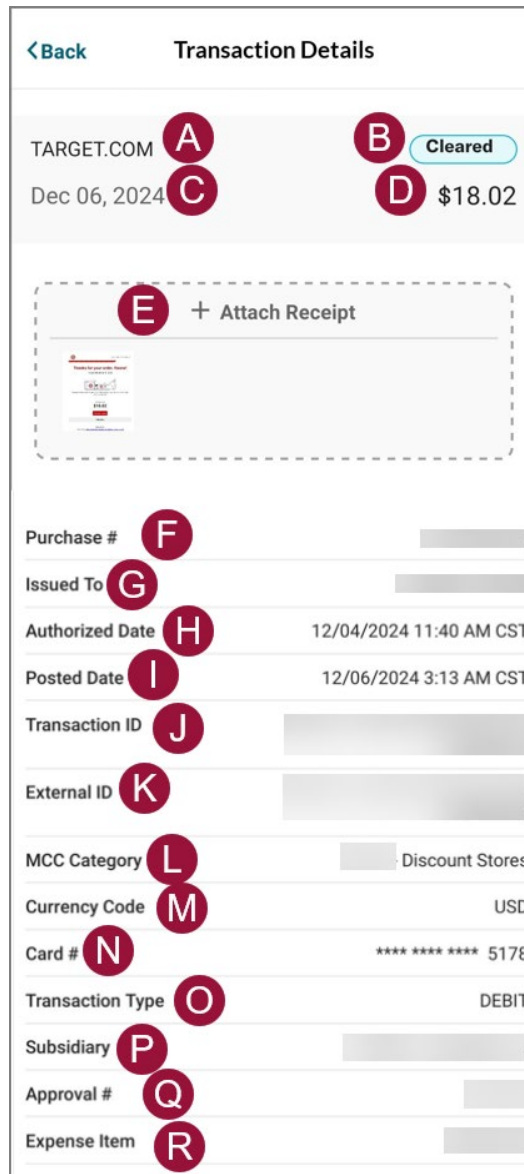 Back Transaction Details
TARGET.COM A B Cleared
Dec 06, 2024 C D $18.02
E + Attach Receipt
Purchase # F
Issued To G
Authorized Date H 12/04/2024 11:40 AM CST
Posted Date I 12/06/2024 3:13 AM CST
Transaction ID J
External ID K
MCC Category L Discount Stores
Currency Code M USD
Card # N **** **** **** 5178
Transaction Type O DEBIT
Subsidiary P
Approval # Q
Expense Item R